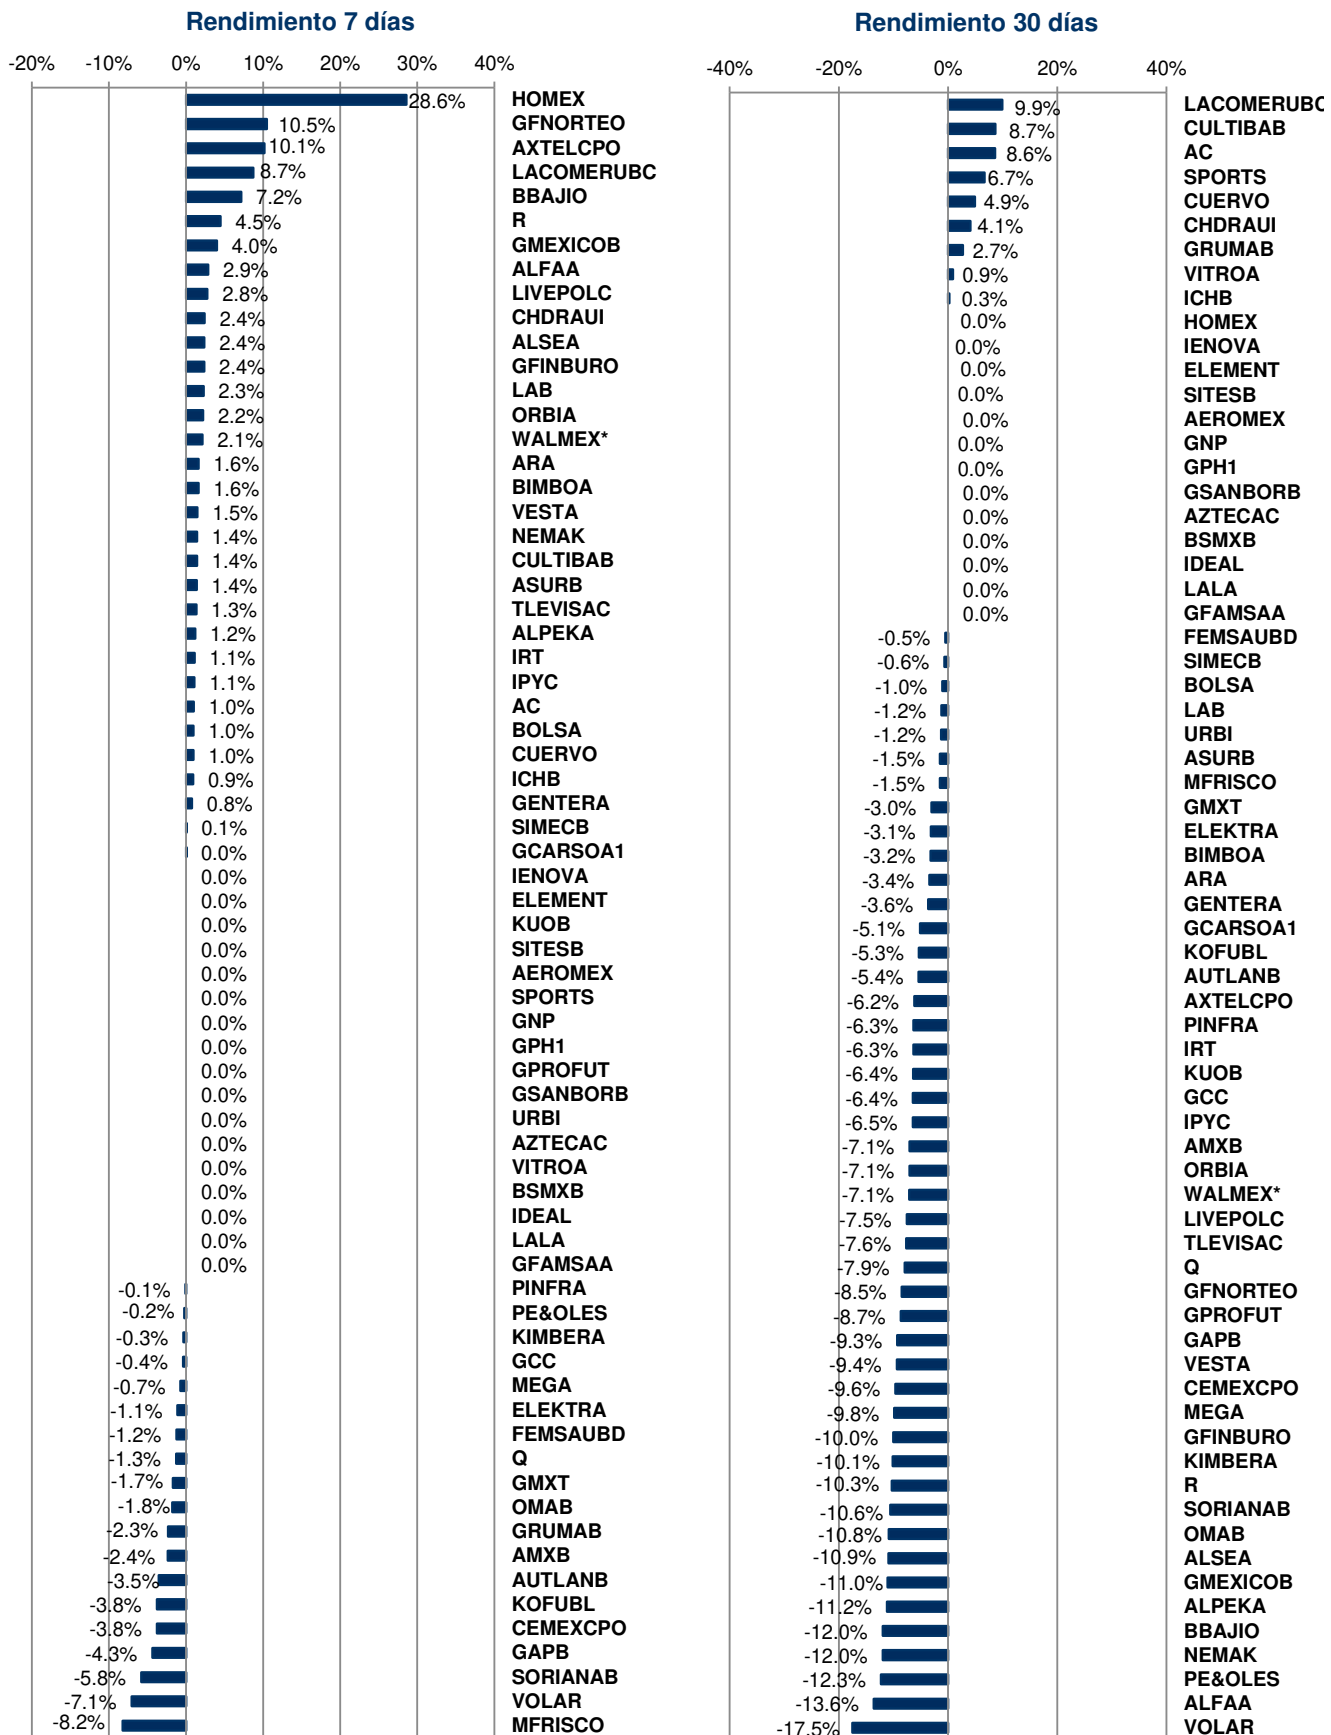 Rendimiento 7 días
-20% -10% 0% 10% 20% 30% 40%
28.6% HOMEX
10.5% GFNORTEO
10.1% AXTELCPO
8.7% LACOMERUBC
7.2% BBAJIO
4.5% R
4.0% GMEXICOB
2.9% ALFAA
2.8% LIVEPOLC
2.4% CHDRAUI
2.4% ALSEA
2.4% GFINBURO
2.3% LAB
2.2% ORBIA
2.1% WALMEX*
1.6% ARA
1.6% BIMBOA
1.5% VESTA
1.4% NEMAK
1.4% CULTIBAB
1.4% ASURB
1.3% TLEVISAC
1.2% ALPEKA
1.1% IRT
1.1% IPYC
1.0% AC
1.0% BOLSA
1.0% CUERVO
0.9% ICHB
0.8% GENTERA
0.1% SIMECB
0.0% GCARSOA1
0.0% IENOVA
0.0% ELEMENT
0.0% KUOB
0.0% SITESB
0.0% AEROMEX
0.0% SPORTS
0.0% GNP
0.0% GPH1
0.0% GPROFUT
0.0% GSANBORB
0.0% URBI
0.0% AZTECAC
0.0% VITROA
0.0% BSMXB
0.0% IDEAL
0.0% LALA
0.0% GFAMSAA
-0.1% PINFRA
-0.2% PE&OLES
-0.3% KIMBERA
-0.4% GCC
-0.7% MEGA
-1.1% ELEKTRA
-1.2% FEMSAUBD
-1.3% Q
-1.7% GMXT
-1.8% OMAB
-2.3% GRUMAB
-2.4% AMXB
-3.5% AUTLANB
-3.8% KOFUBL
-3.8% CEMEXCPO
-4.3% GAPB
-5.8% SORIANAB
-7.1% VOLAR
-8.2% MFRISCO
Rendimiento 30 días
-40% -20% 0% 20% 40%
9.9% LACOMERUBC
8.7% CULTIBAB
8.6% AC
6.7% SPORTS
4.9% CUERVO
4.1% CHDRAUI
2.7% GRUMAB
0.9% VITROA
0.3% ICHB
0.0% HOMEX
0.0% IENOVA
0.0% ELEMENT
0.0% SITESB
0.0% AEROMEX
0.0% GNP
0.0% GPH1
0.0% GSANBORB
0.0% AZTECAC
0.0% BSMXB
0.0% IDEAL
0.0% LALA
0.0% GFAMSAA
-0.5% FEMSAUBD
-0.6% SIMECB
-1.0% BOLSA
-1.2% LAB
-1.2% URBI
-1.5% ASURB
-1.5% MFRISCO
-3.0% GMXT
-3.1% ELEKTRA
-3.2% BIMBOA
-3.4% ARA
-3.6% GENTERA
-5.1% GCARSOA1
-5.3% KOFUBL
-5.4% AUTLANB
-6.2% AXTELCPO
-6.3% PINFRA
-6.3% IRT
-6.4% KUOB
-6.4% GCC
-6.5% IPYC
-7.1% AMXB
-7.1% ORBIA
-7.1% WALMEX*
-7.5% LIVEPOLC
-7.6% TLEVISAC
-7.9% Q
-8.5% GFNORTEO
-8.7% GPROFUT
-9.3% GAPB
-9.4% VESTA
-9.6% CEMEXCPO
-9.8% MEGA
-10.0% GFINBURO
-10.1% KIMBERA
-10.3% R
-10.6% SORIANAB
-10.8% OMAB
-10.9% ALSEA
-11.0% GMEXICOB
-11.2% ALPEKA
-12.0% BBAJIO
-12.0% NEMAK
-12.3% PE&OLES
-13.6% ALFAA
-17.5% VOLAR